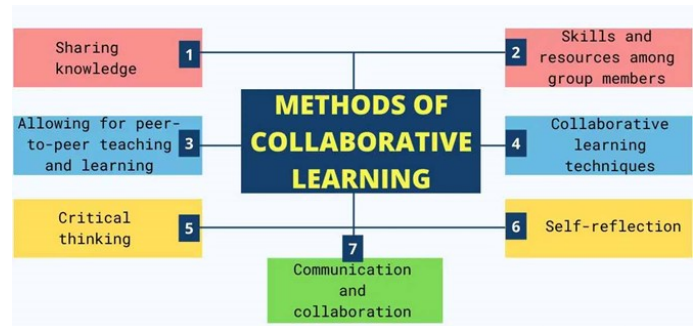 Sharing
knowledge
1
2
Skills and
resources among
group members
METHODS OF
COLLABORATIVE
LEARNING
Allowing for peer-
to-peer teaching
and learning
3
4
Collaborative
learning
techniques
Critical
thinking
5
6
Self-reflection
7
Communication
and
collaboration